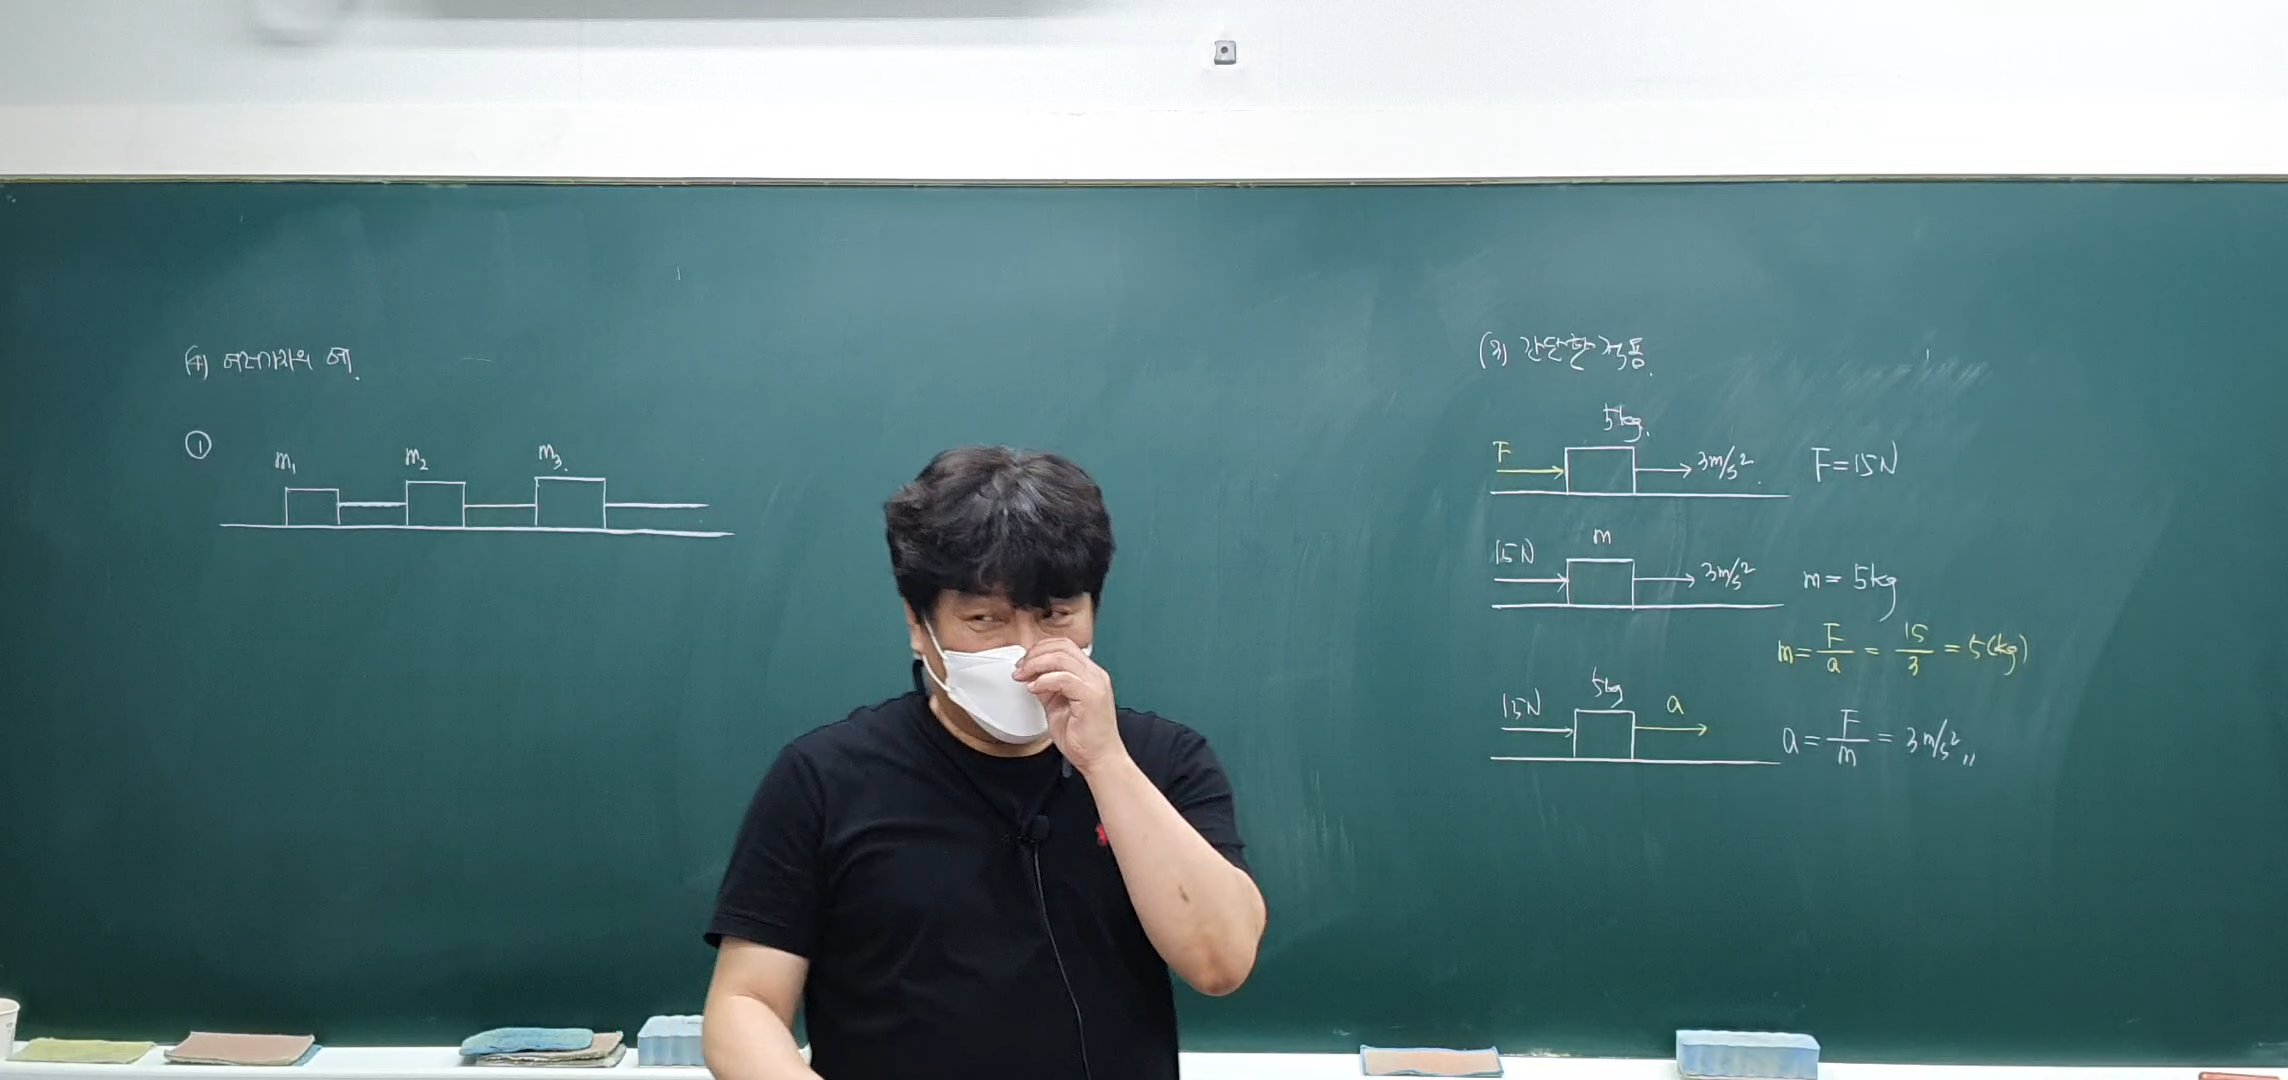 (4) 여러가지의 예.
①
m₁ m₂ m₃.
(3) 간단한 적용.
5kg.
F 3m/s². F=15N
m
15N 3m/s² m= 5kg
m= F/a = 15/3 = 5(kg)
5kg
15N a a= F/m = 3m/s² 〃